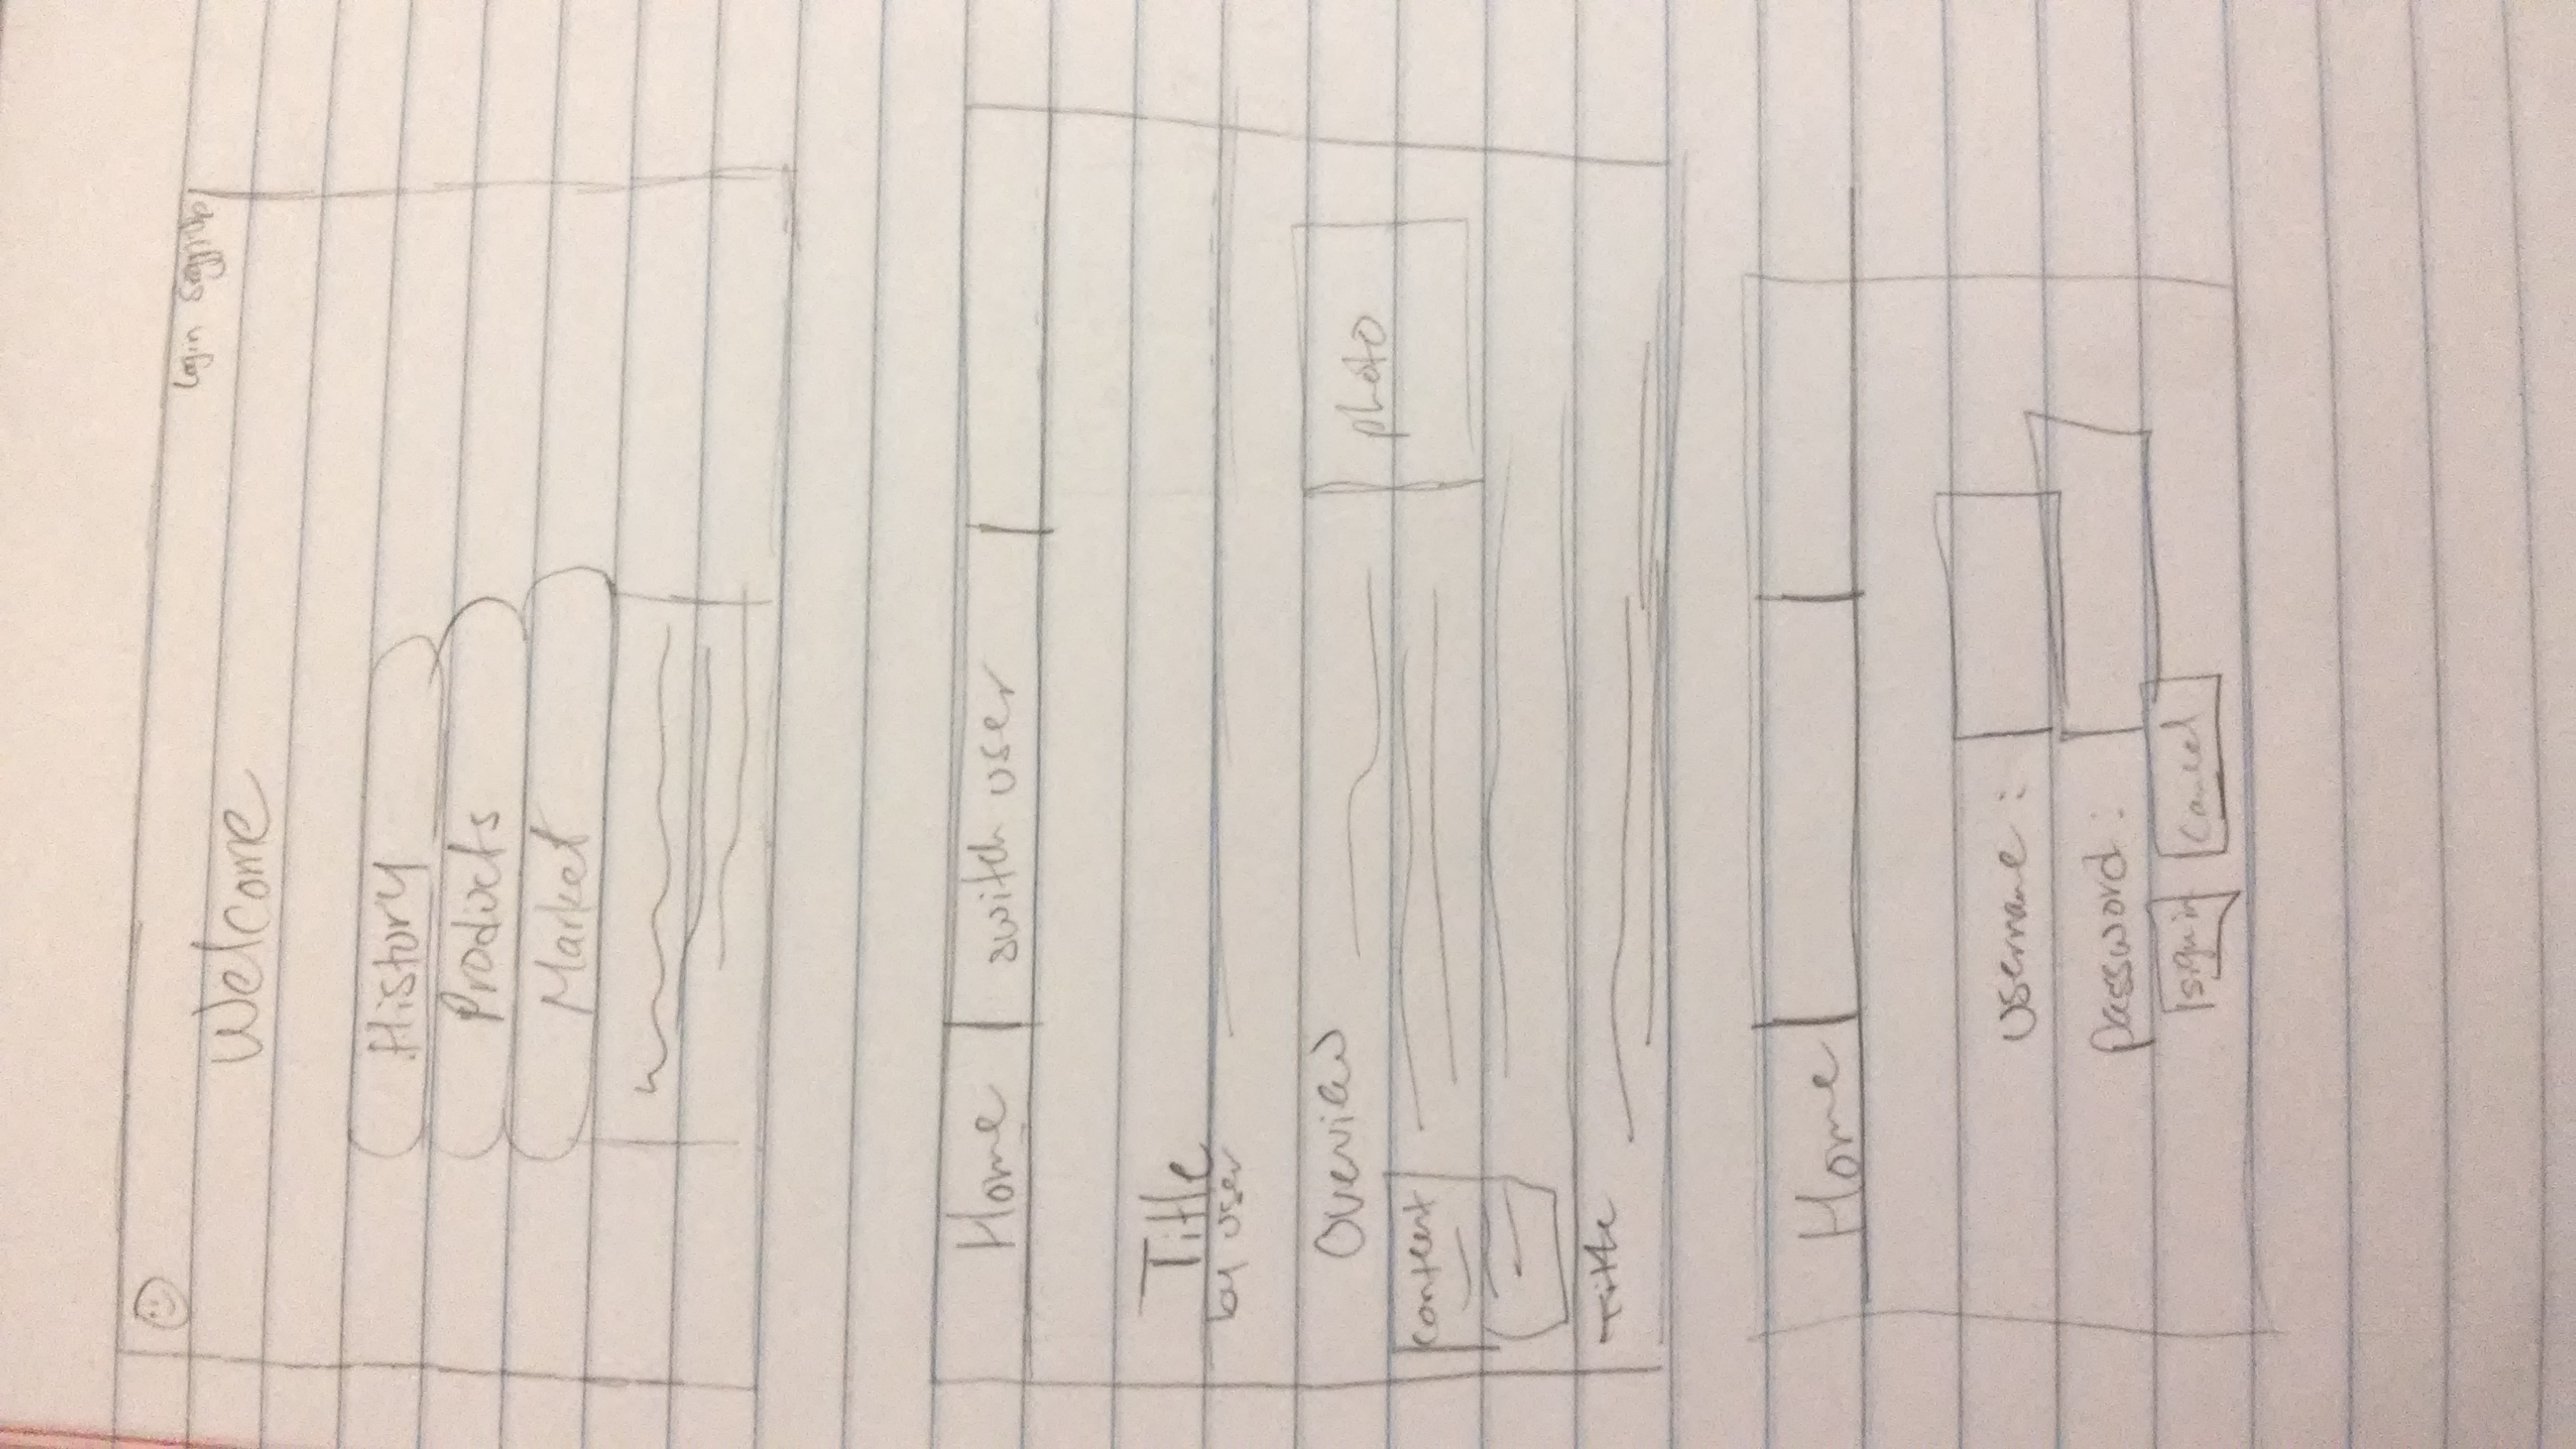 Login SignUp
Welcome
History
Products
Market
Home switch user
Title
by user
Overview
photo
content
Title
Home
username :
password :
sign in cancel